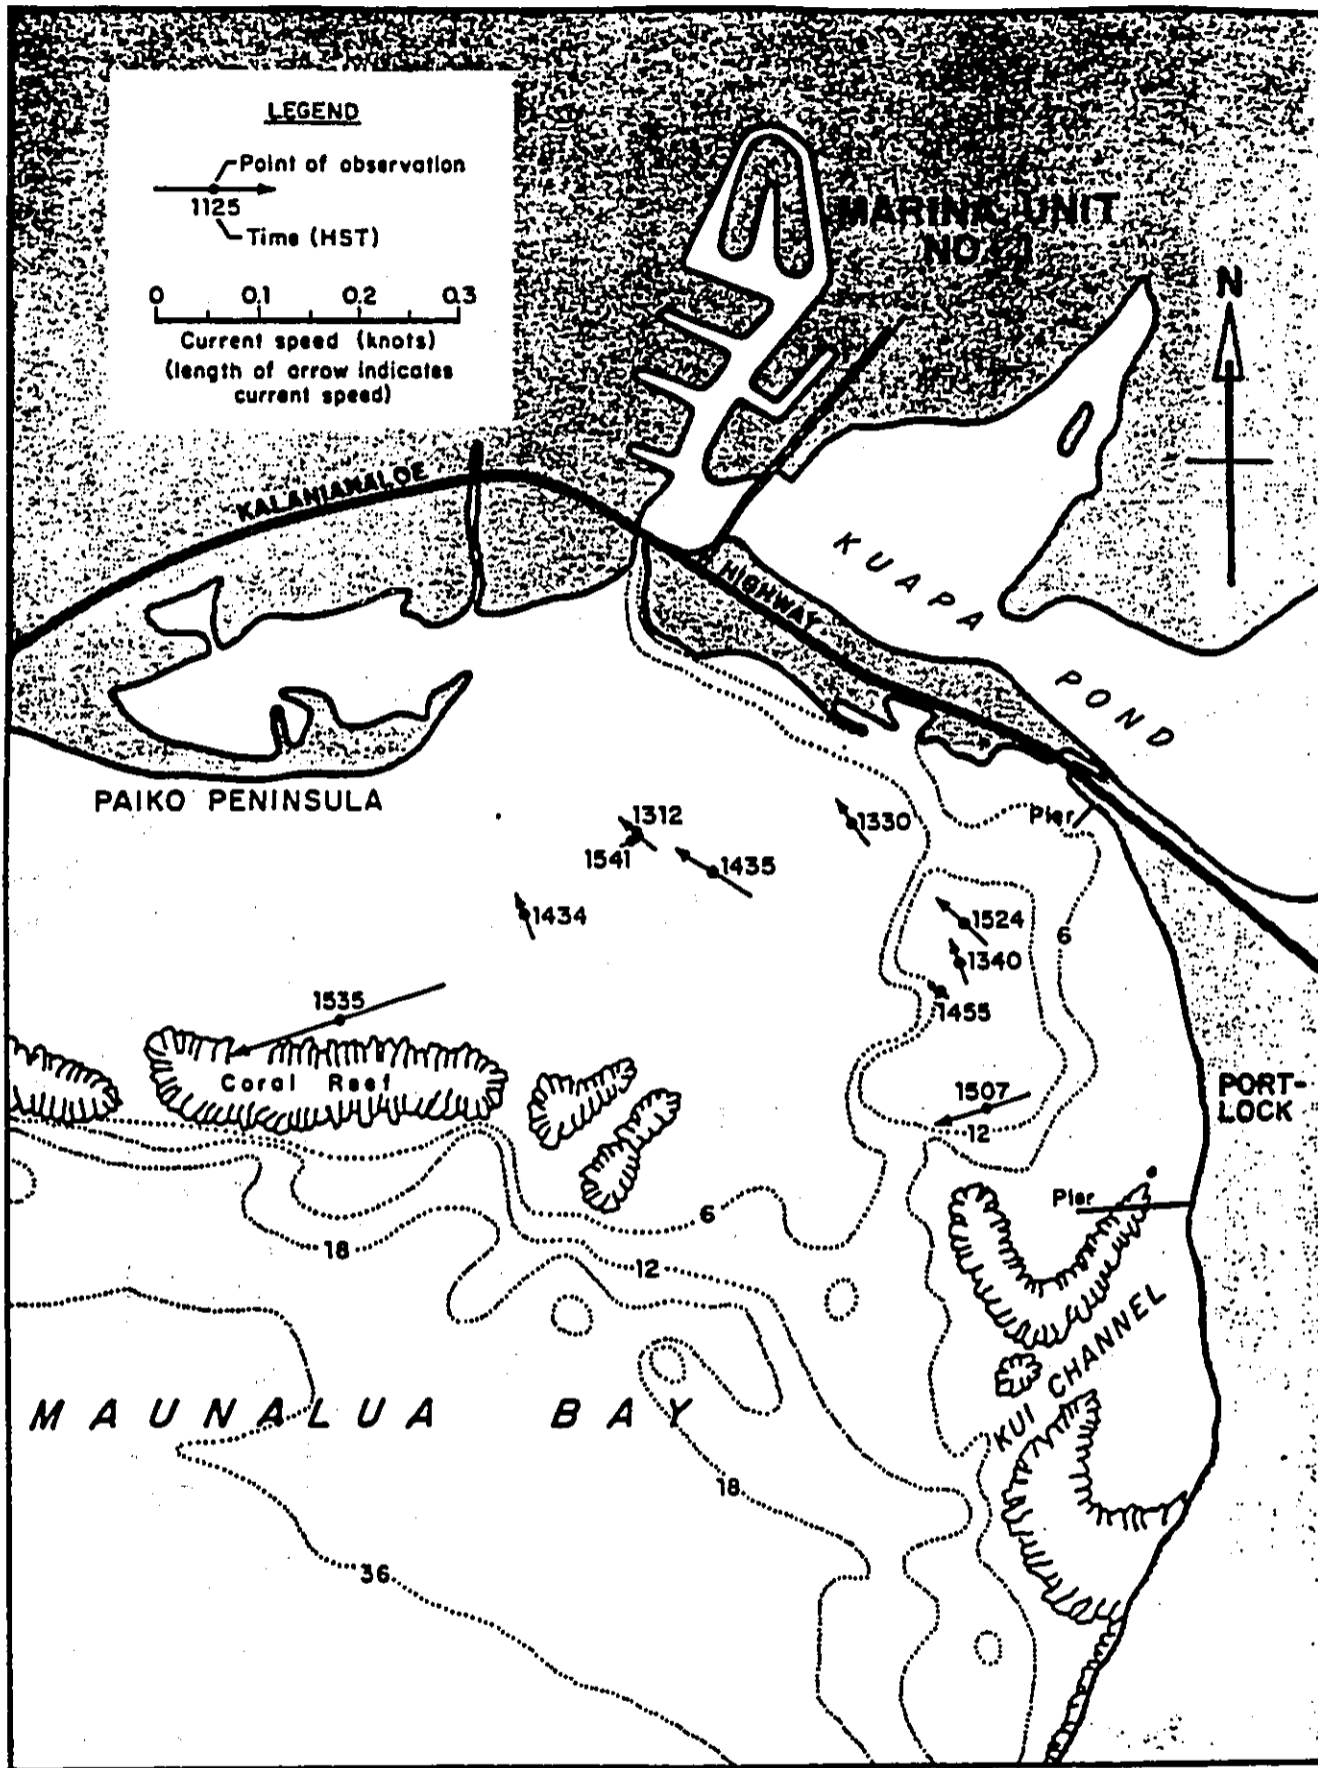 LEGEND
Point of observation
1125
Time (HST)
0 0.1 0.2 0.3
Current speed (knots)
(length of arrow indicates
current speed)
MARINA UNIT
N
KALANIANAOLE
HIGHWAY
KUAPA
POND
PAIKO PENINSULA
Pier
1312
1330
1541
1435
1434
1524
6
1340
1455
1535
Coral Reef
1507
12
PORT-
LOCK
Pier
6
18
12
KUI CHANNEL
MAUNALUA BAY
18
36